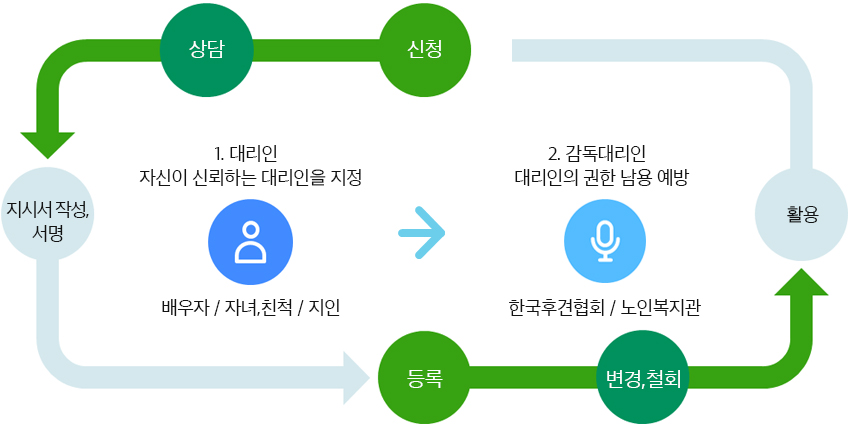 상담
신청
1. 대리인
자신이 신뢰하는 대리인을 지정
2. 감독대리인
대리인의 권한 남용 예방
지시서 작성,
서명
활용
배우자 / 자녀,친척 / 지인
한국후견협회 / 노인복지관
등록
변경,철회